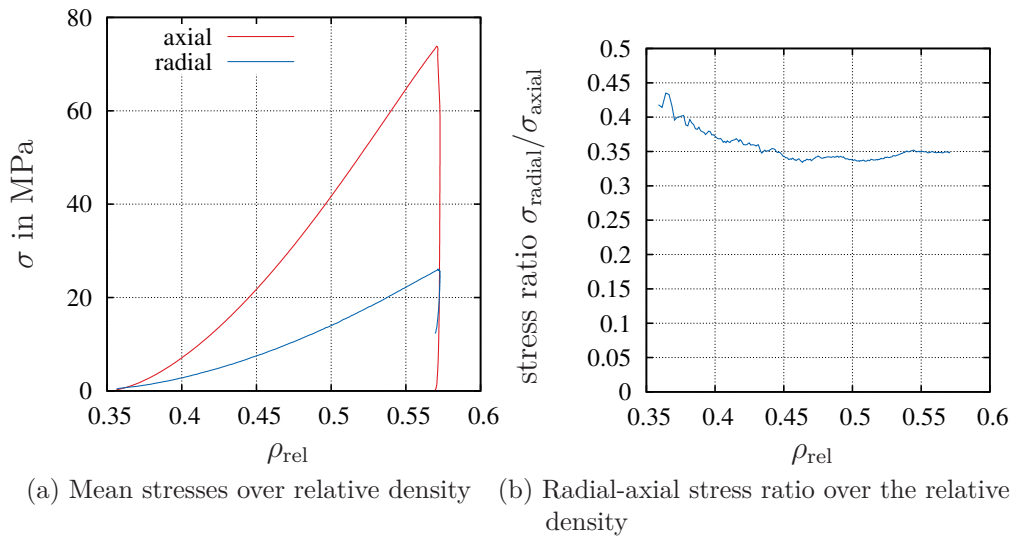 80
60
40
20
0
0.35 0.4 0.45 0.5 0.55 0.6
σ in MPa
ρrel
axial
radial
(a) Mean stresses over relative density
0.5
0.45
0.4
0.35
0.3
0.25
0.2
0.15
0.1
0.05
0
0.35 0.4 0.45 0.5 0.55 0.6
stress ratio σradial/σaxial
ρrel
(b) Radial-axial stress ratio over the relative
density